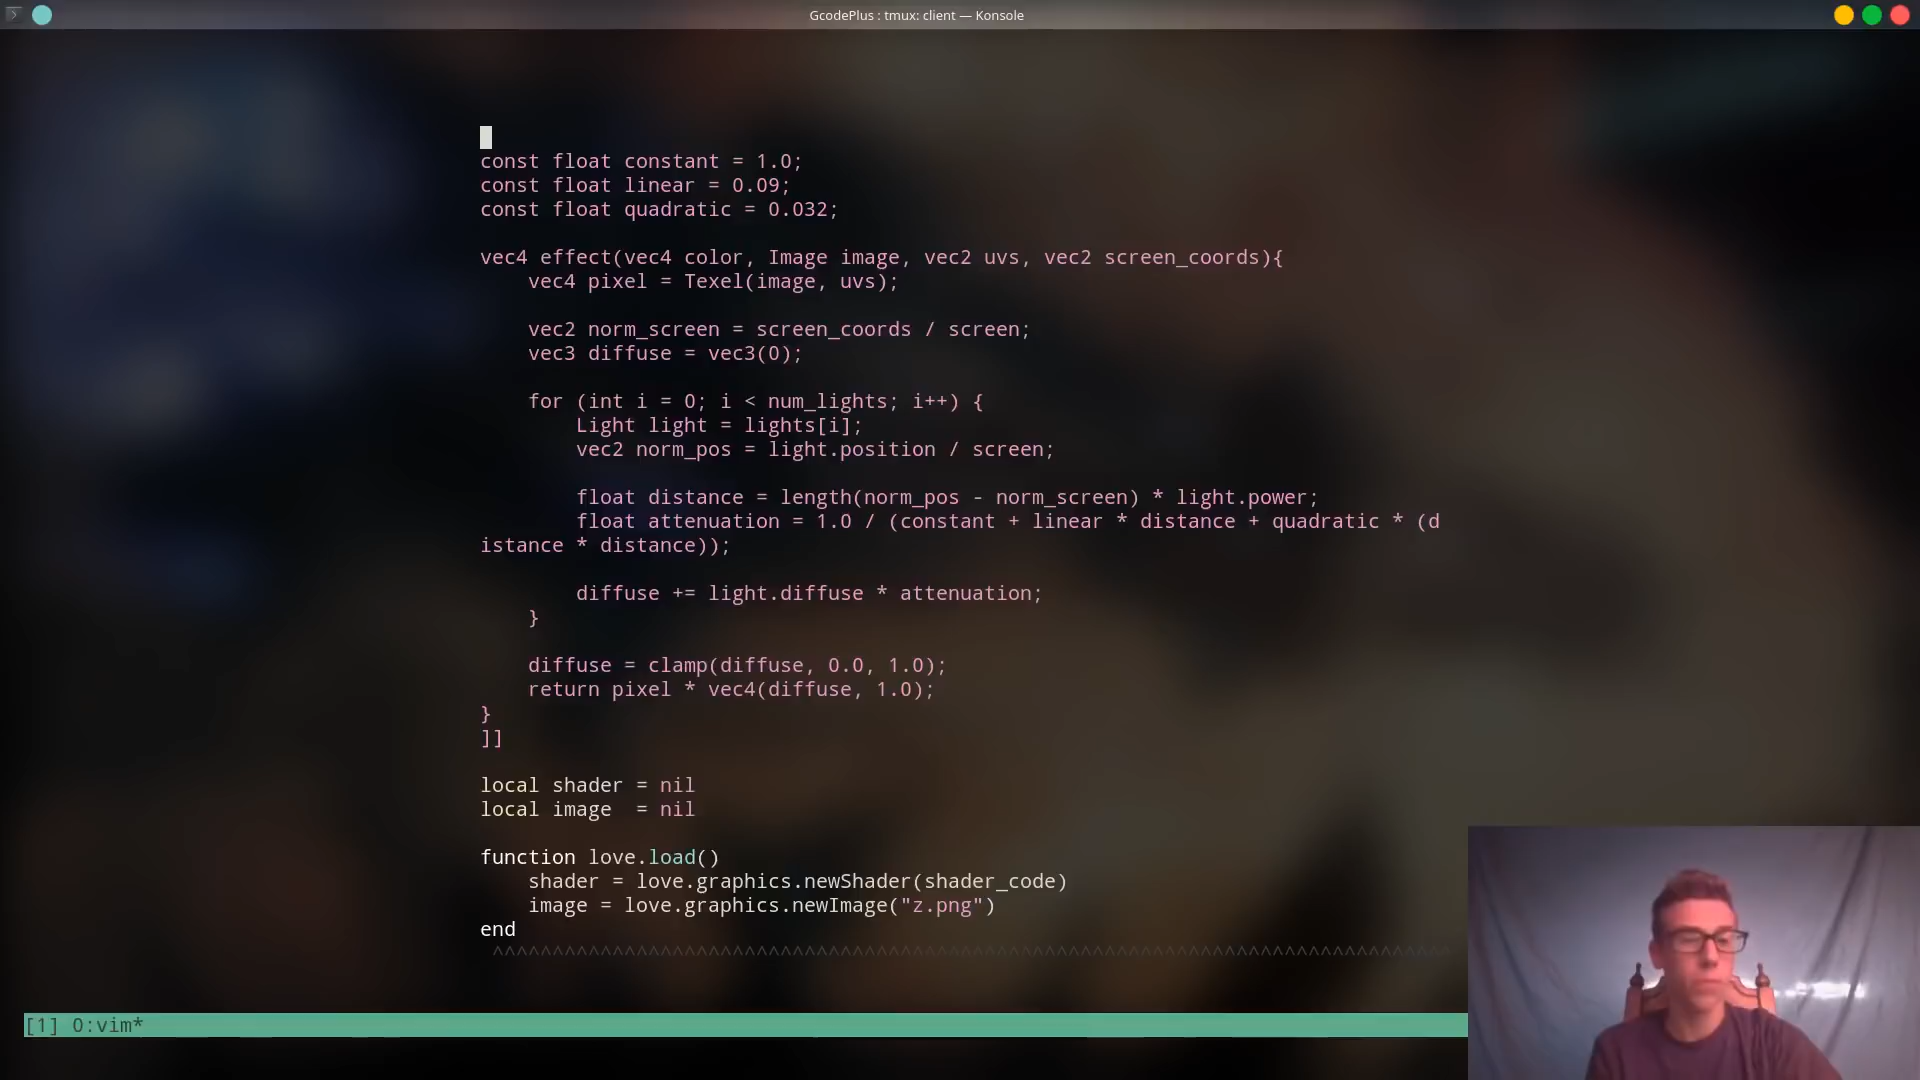 GcodePlus : tmux: client — Konsole
const float constant = 1.0;
const float linear = 0.09;
const float quadratic = 0.032;
vec4 effect(vec4 color, Image image, vec2 uvs, vec2 screen_coords){
    vec4 pixel = Texel(image, uvs);
    vec2 norm_screen = screen_coords / screen;
    vec3 diffuse = vec3(0);
    for (int i = 0; i < num_lights; i++) {
        Light light = lights[i];
        vec2 norm_pos = light.position / screen;
        float distance = length(norm_pos - norm_screen) * light.power;
        float attenuation = 1.0 / (constant + linear * distance + quadratic * (d
istance * distance));
        diffuse += light.diffuse * attenuation;
    }
    diffuse = clamp(diffuse, 0.0, 1.0);
    return pixel * vec4(diffuse, 1.0);
}
]]
local shader = nil
local image  = nil
function love.load()
    shader = love.graphics.newShader(shader_code)
    image = love.graphics.newImage("z.png")
end
^^^^^^^^^^^^^^^^^^^^^^^^^^^^^^^^^^^^^^^^^^^^^^^^^^^^^^^^^^^^^^^^^^^^^^^^^^^^^^^^
[1] 0:vim*